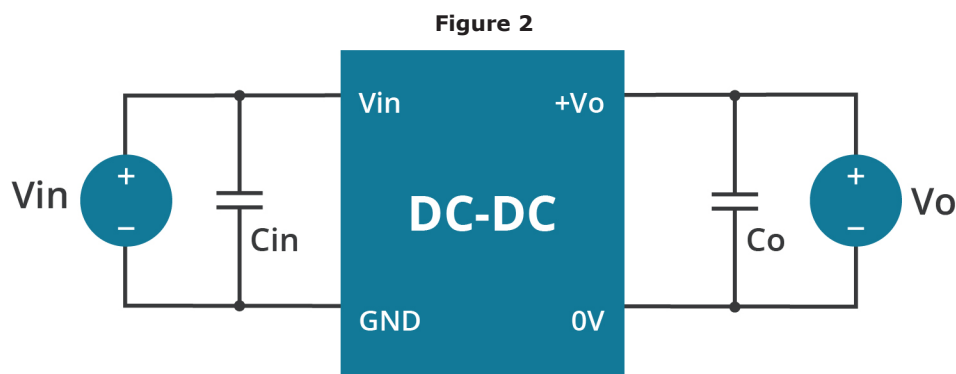 Figure 2
Vin
+Vo
+
−
Vin
Cin
DC-DC
Co
+
−
Vo
GND
0V